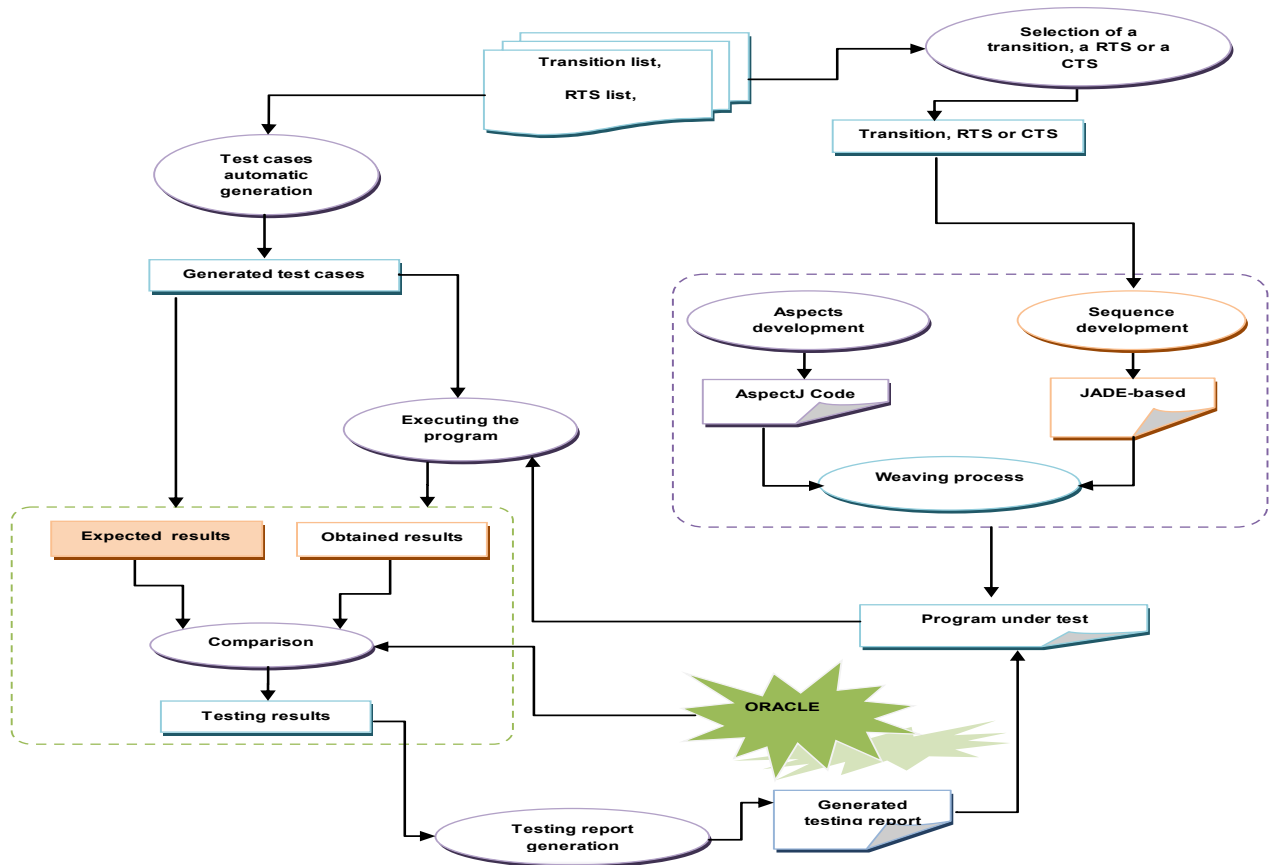 Selection of a
transition, a RTS or a
CTS
Transition list,
RTS list,
Transition, RTS or CTS
Test cases
automatic
generation
Generated test cases
Aspects
development
Sequence
development
AspectJ Code
JADE-based
Executing the
program
Weaving process
Expected results
Obtained results
Comparison
Program under test
Testing results
ORACLE
Generated
testing report
Testing report
generation